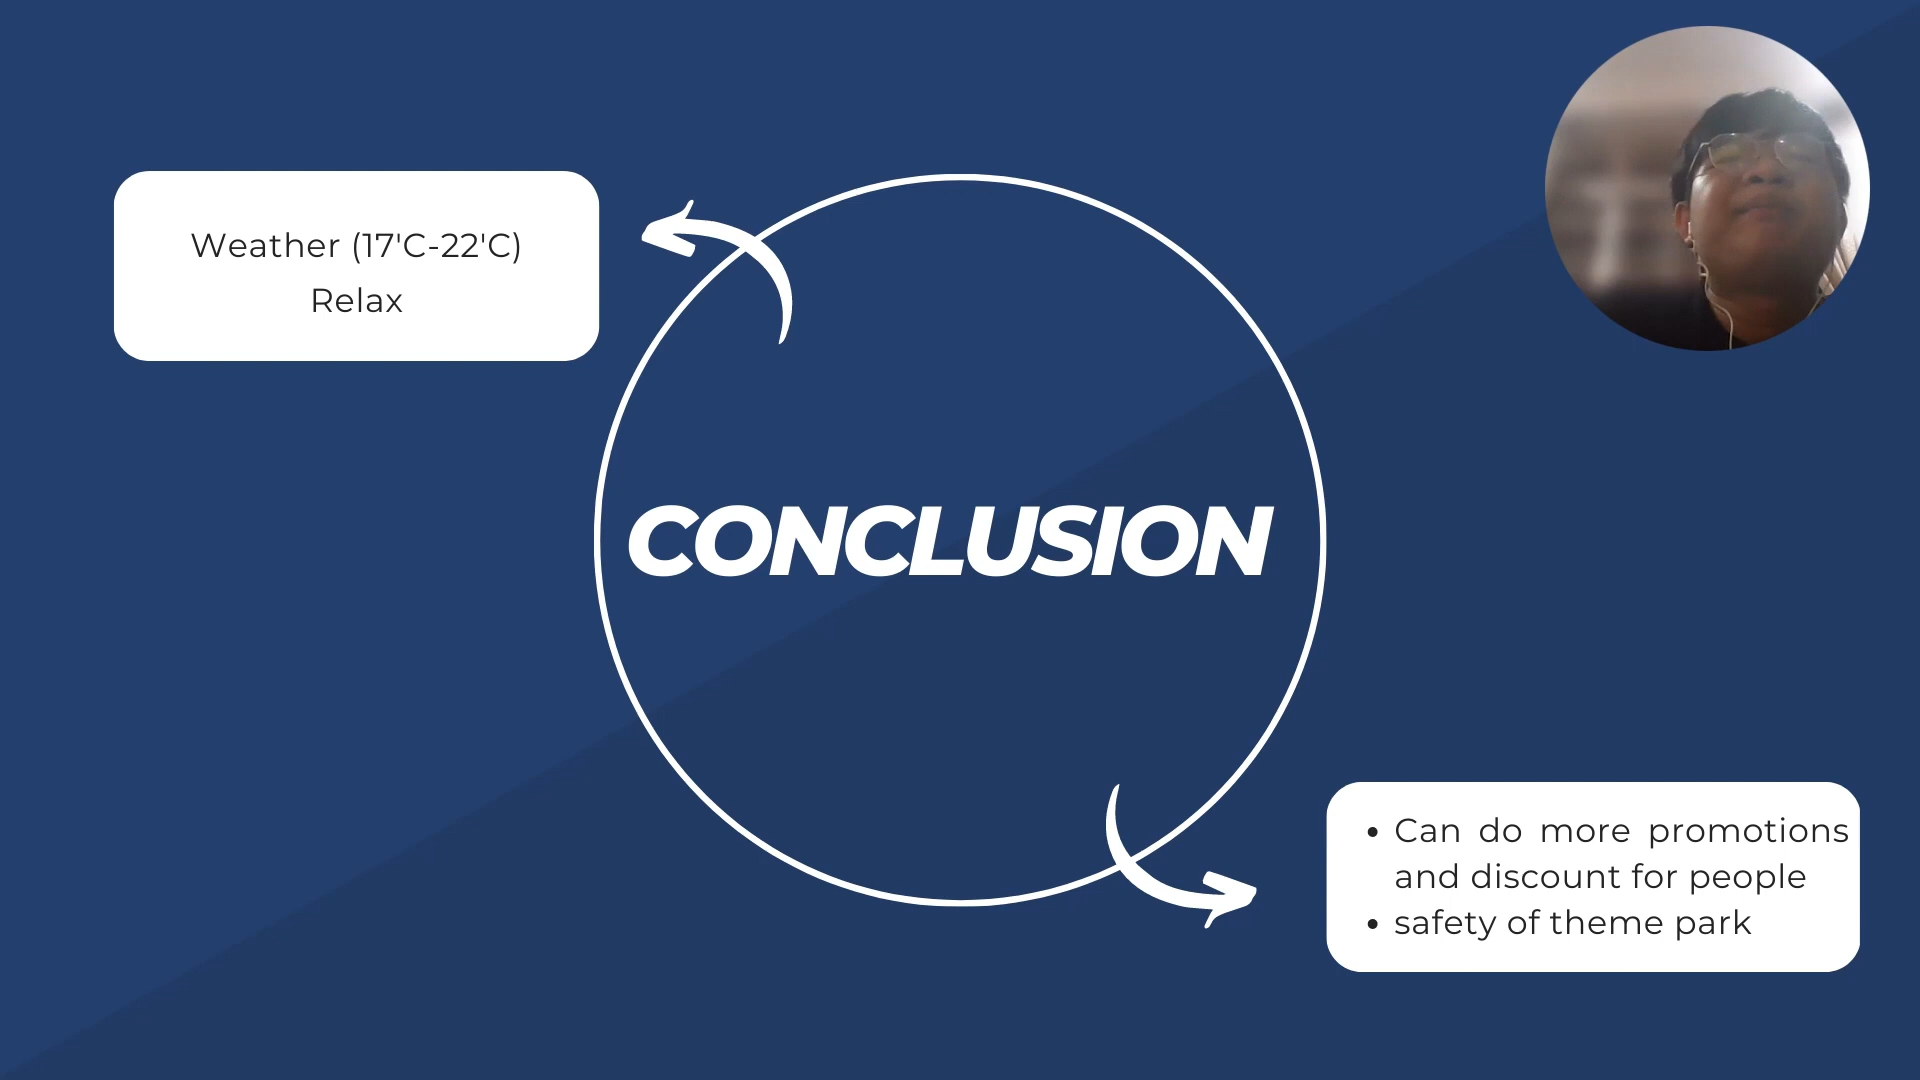 Weather (17'C-22'C)
Relax
CONCLUSION
• Can do more promotions
and discount for people
• safety of theme park